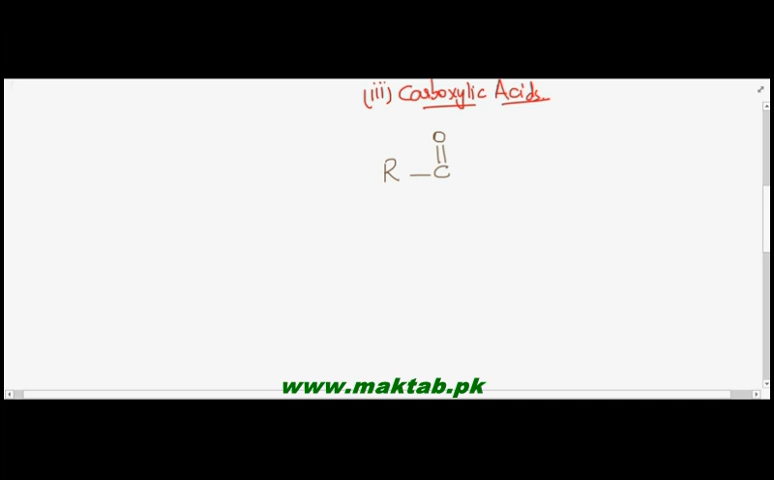 (iii) Carboxylic Acids.
O
||
R — C
www.maktab.pk